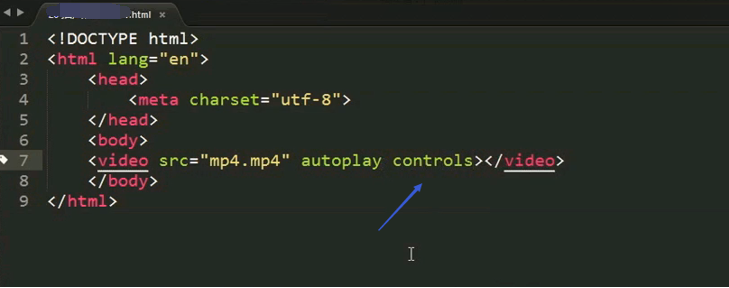 .html
1 <!DOCTYPE html>
2 <html lang="en">
3 <head>
4 <meta charset="utf-8">
5 </head>
6 <body>
7 <video src="mp4.mp4" autoplay controls></video>
8 </body>
9 </html>